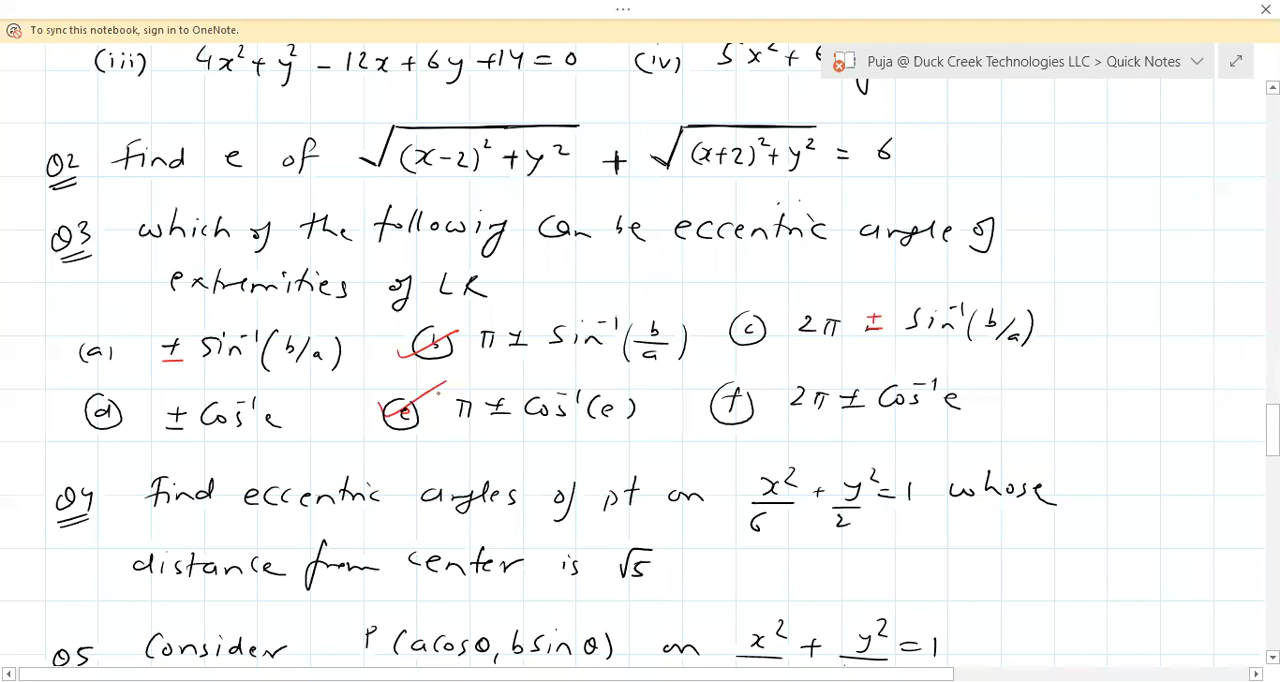 ...
To sync this notebook, sign in to OneNote.
(iii) 4x² + y² - 12x + 6y + 14 = 0 (iv) 5x² + 6
Puja @ Duck Creek Technologies LLC > Quick Notes
Q2 find e of √((x-2)² + y²) + √((x+2)² + y²) = 6
Q3 which of the followig can be eccentric angle of
extremities of LR
(a) ± sin⁻¹(b/a) (b) π ± sin⁻¹(b/a) (c) 2π ± sin⁻¹(b/a)
(d) ± cos⁻¹e (e) π ± cos⁻¹(e) (f) 2π ± cos⁻¹e
Q4 find eccentric angles of pt on x²/6 + y²/2 = 1 whose
distance from center is √5
Q5 Consider P(acosθ, bsinθ) on x² + y² = 1